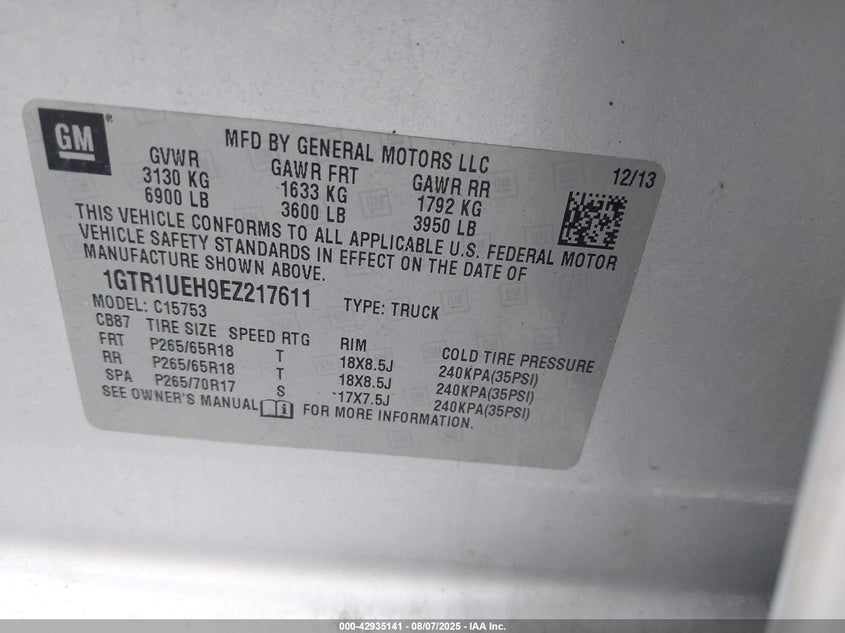 GM®
MFD BY GENERAL MOTORS LLC
12/13
GVWR GAWR FRT GAWR RR
3130 KG 1633 KG 1792 KG
6900 LB 3600 LB 3950 LB
THIS VEHICLE CONFORMS TO ALL APPLICABLE U.S. FEDERAL MOTOR
VEHICLE SAFETY STANDARDS IN EFFECT ON THE DATE OF
MANUFACTURE SHOWN ABOVE.
1GTR1UEH9EZ217611 TYPE: TRUCK
MODEL: C15753
CB87 TIRE SIZE SPEED RTG RIM COLD TIRE PRESSURE
FRT P265/65R18 T 18X8.5J 240KPA(35PSI)
RR P265/65R18 T 18X8.5J 240KPA(35PSI)
SPA P265/70R17 S 17X7.5J 240KPA(35PSI)
SEE OWNER'S MANUAL FOR MORE INFORMATION.
000-42935141 - 08/07/2025 - IAA Inc.